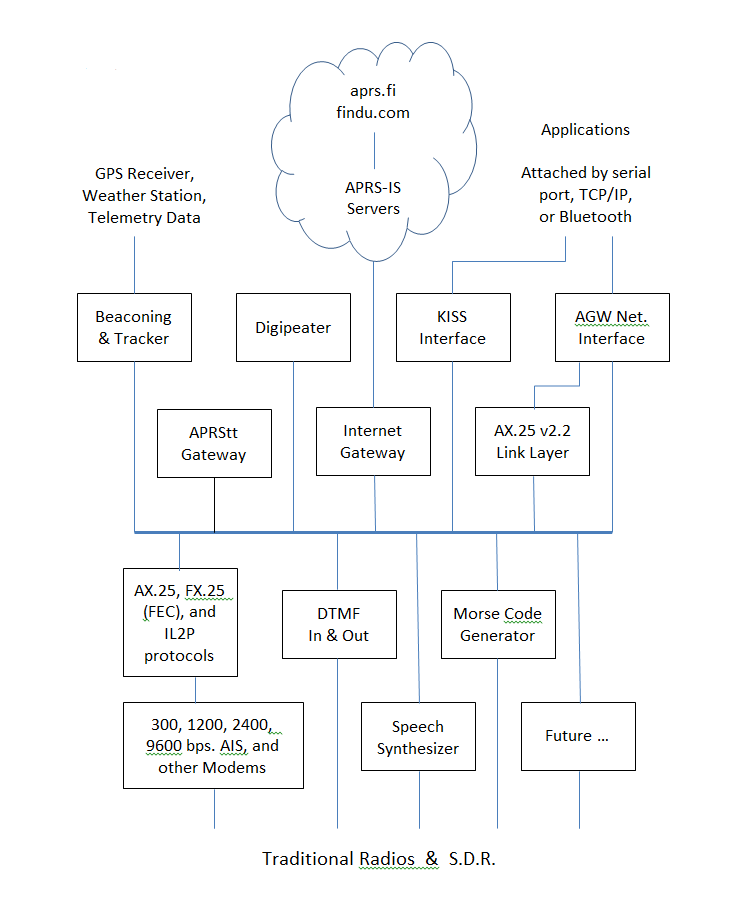 aprs.fi
findu.com
APRS-IS
Servers
Applications
Attached by serial
port, TCP/IP,
or Bluetooth
GPS Receiver,
Weather Station,
Telemetry Data
Beaconing
& Tracker
Digipeater
KISS
Interface
AGW Net.
Interface
APRStt
Gateway
Internet
Gateway
AX.25 v2.2
Link Layer
AX.25, FX.25
(FEC), and
IL2P
protocols
DTMF
In & Out
Morse Code
Generator
300, 1200, 2400,
9600 bps. AIS, and
other Modems
Speech
Synthesizer
Future ...
Traditional Radios & S.D.R.